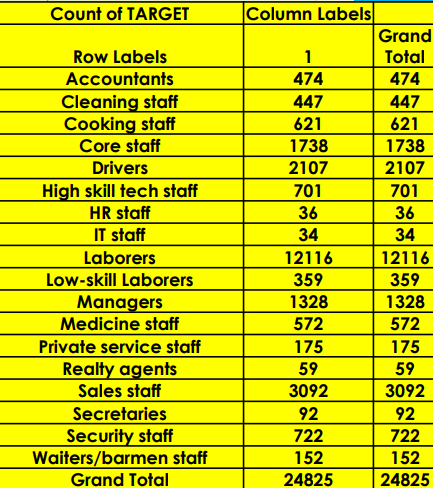 Count of TARGET Column Labels
Row Labels 1 Grand Total
Accountants 474 474
Cleaning staff 447 447
Cooking staff 621 621
Core staff 1738 1738
Drivers 2107 2107
High skill tech staff 701 701
HR staff 36 36
IT staff 34 34
Laborers 12116 12116
Low-skill Laborers 359 359
Managers 1328 1328
Medicine staff 572 572
Private service staff 175 175
Realty agents 59 59
Sales staff 3092 3092
Secretaries 92 92
Security staff 722 722
Waiters/barmen staff 152 152
Grand Total 24825 24825